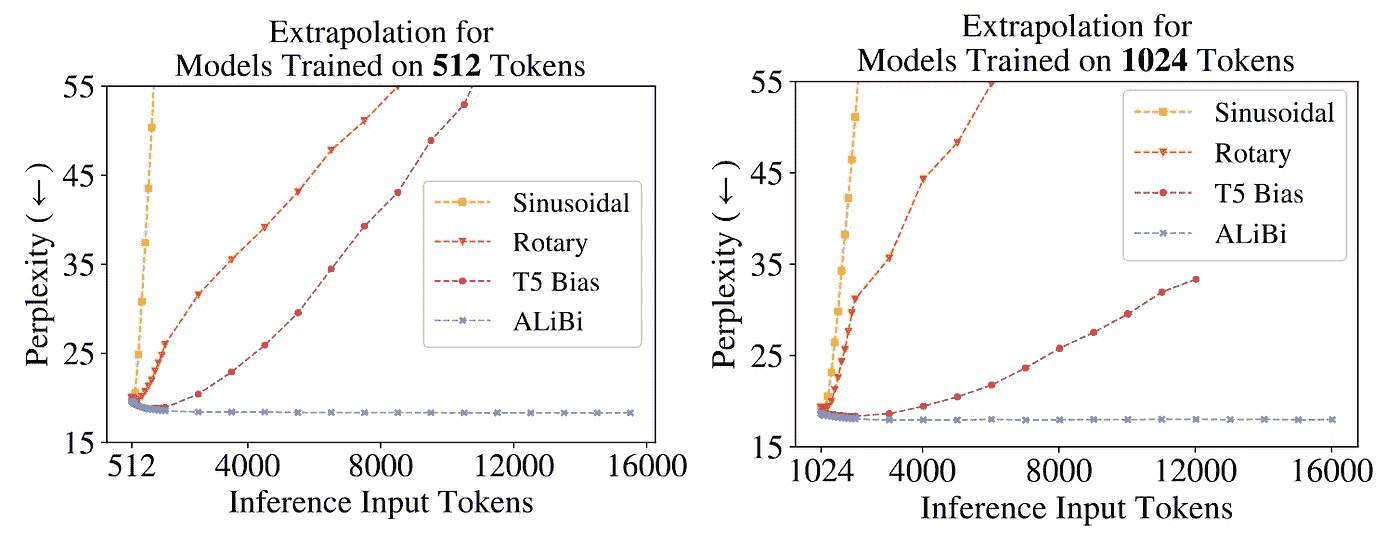 Extrapolation for
Models Trained on 512 Tokens
55
45
35
25
15
Perplexity (←)
Sinusoidal
Rotary
T5 Bias
ALiBi
512 4000 8000 12000 16000
Inference Input Tokens
Extrapolation for
Models Trained on 1024 Tokens
55
45
35
25
15
Perplexity (←)
Sinusoidal
Rotary
T5 Bias
ALiBi
1024 4000 8000 12000 16000
Inference Input Tokens